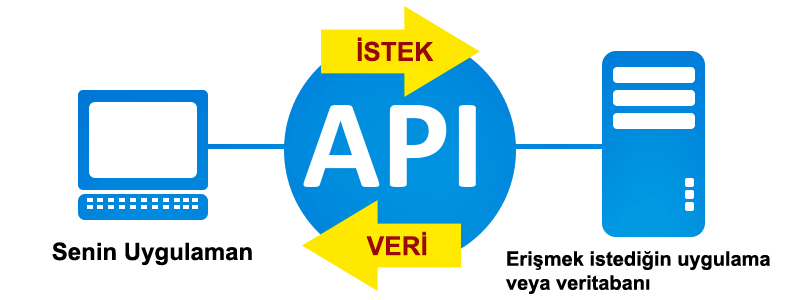 İSTEK
API
VERİ
Senin Uygulaman
Erişmek istediğin uygulama
veya veritabanı